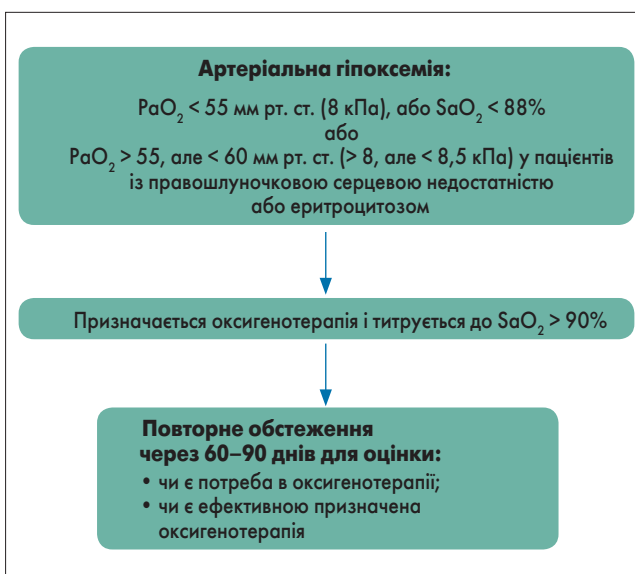 Артеріальна гіпоксемія:
PaO₂ < 55 мм рт. ст. (8 кПа), або SaO₂ < 88%
або
PaO₂ > 55, але < 60 мм рт. ст. (> 8, але < 8,5 кПа) у пацієнтів
із правошлуночковою серцевою недостатністю
або еритроцитозом
Призначається оксигенотерапія і титрується до SaO₂ > 90%
Повторне обстеження
через 60–90 днів для оцінки:
• чи є потреба в оксигенотерапії;
• чи є ефективною призначена
оксигенотерапія